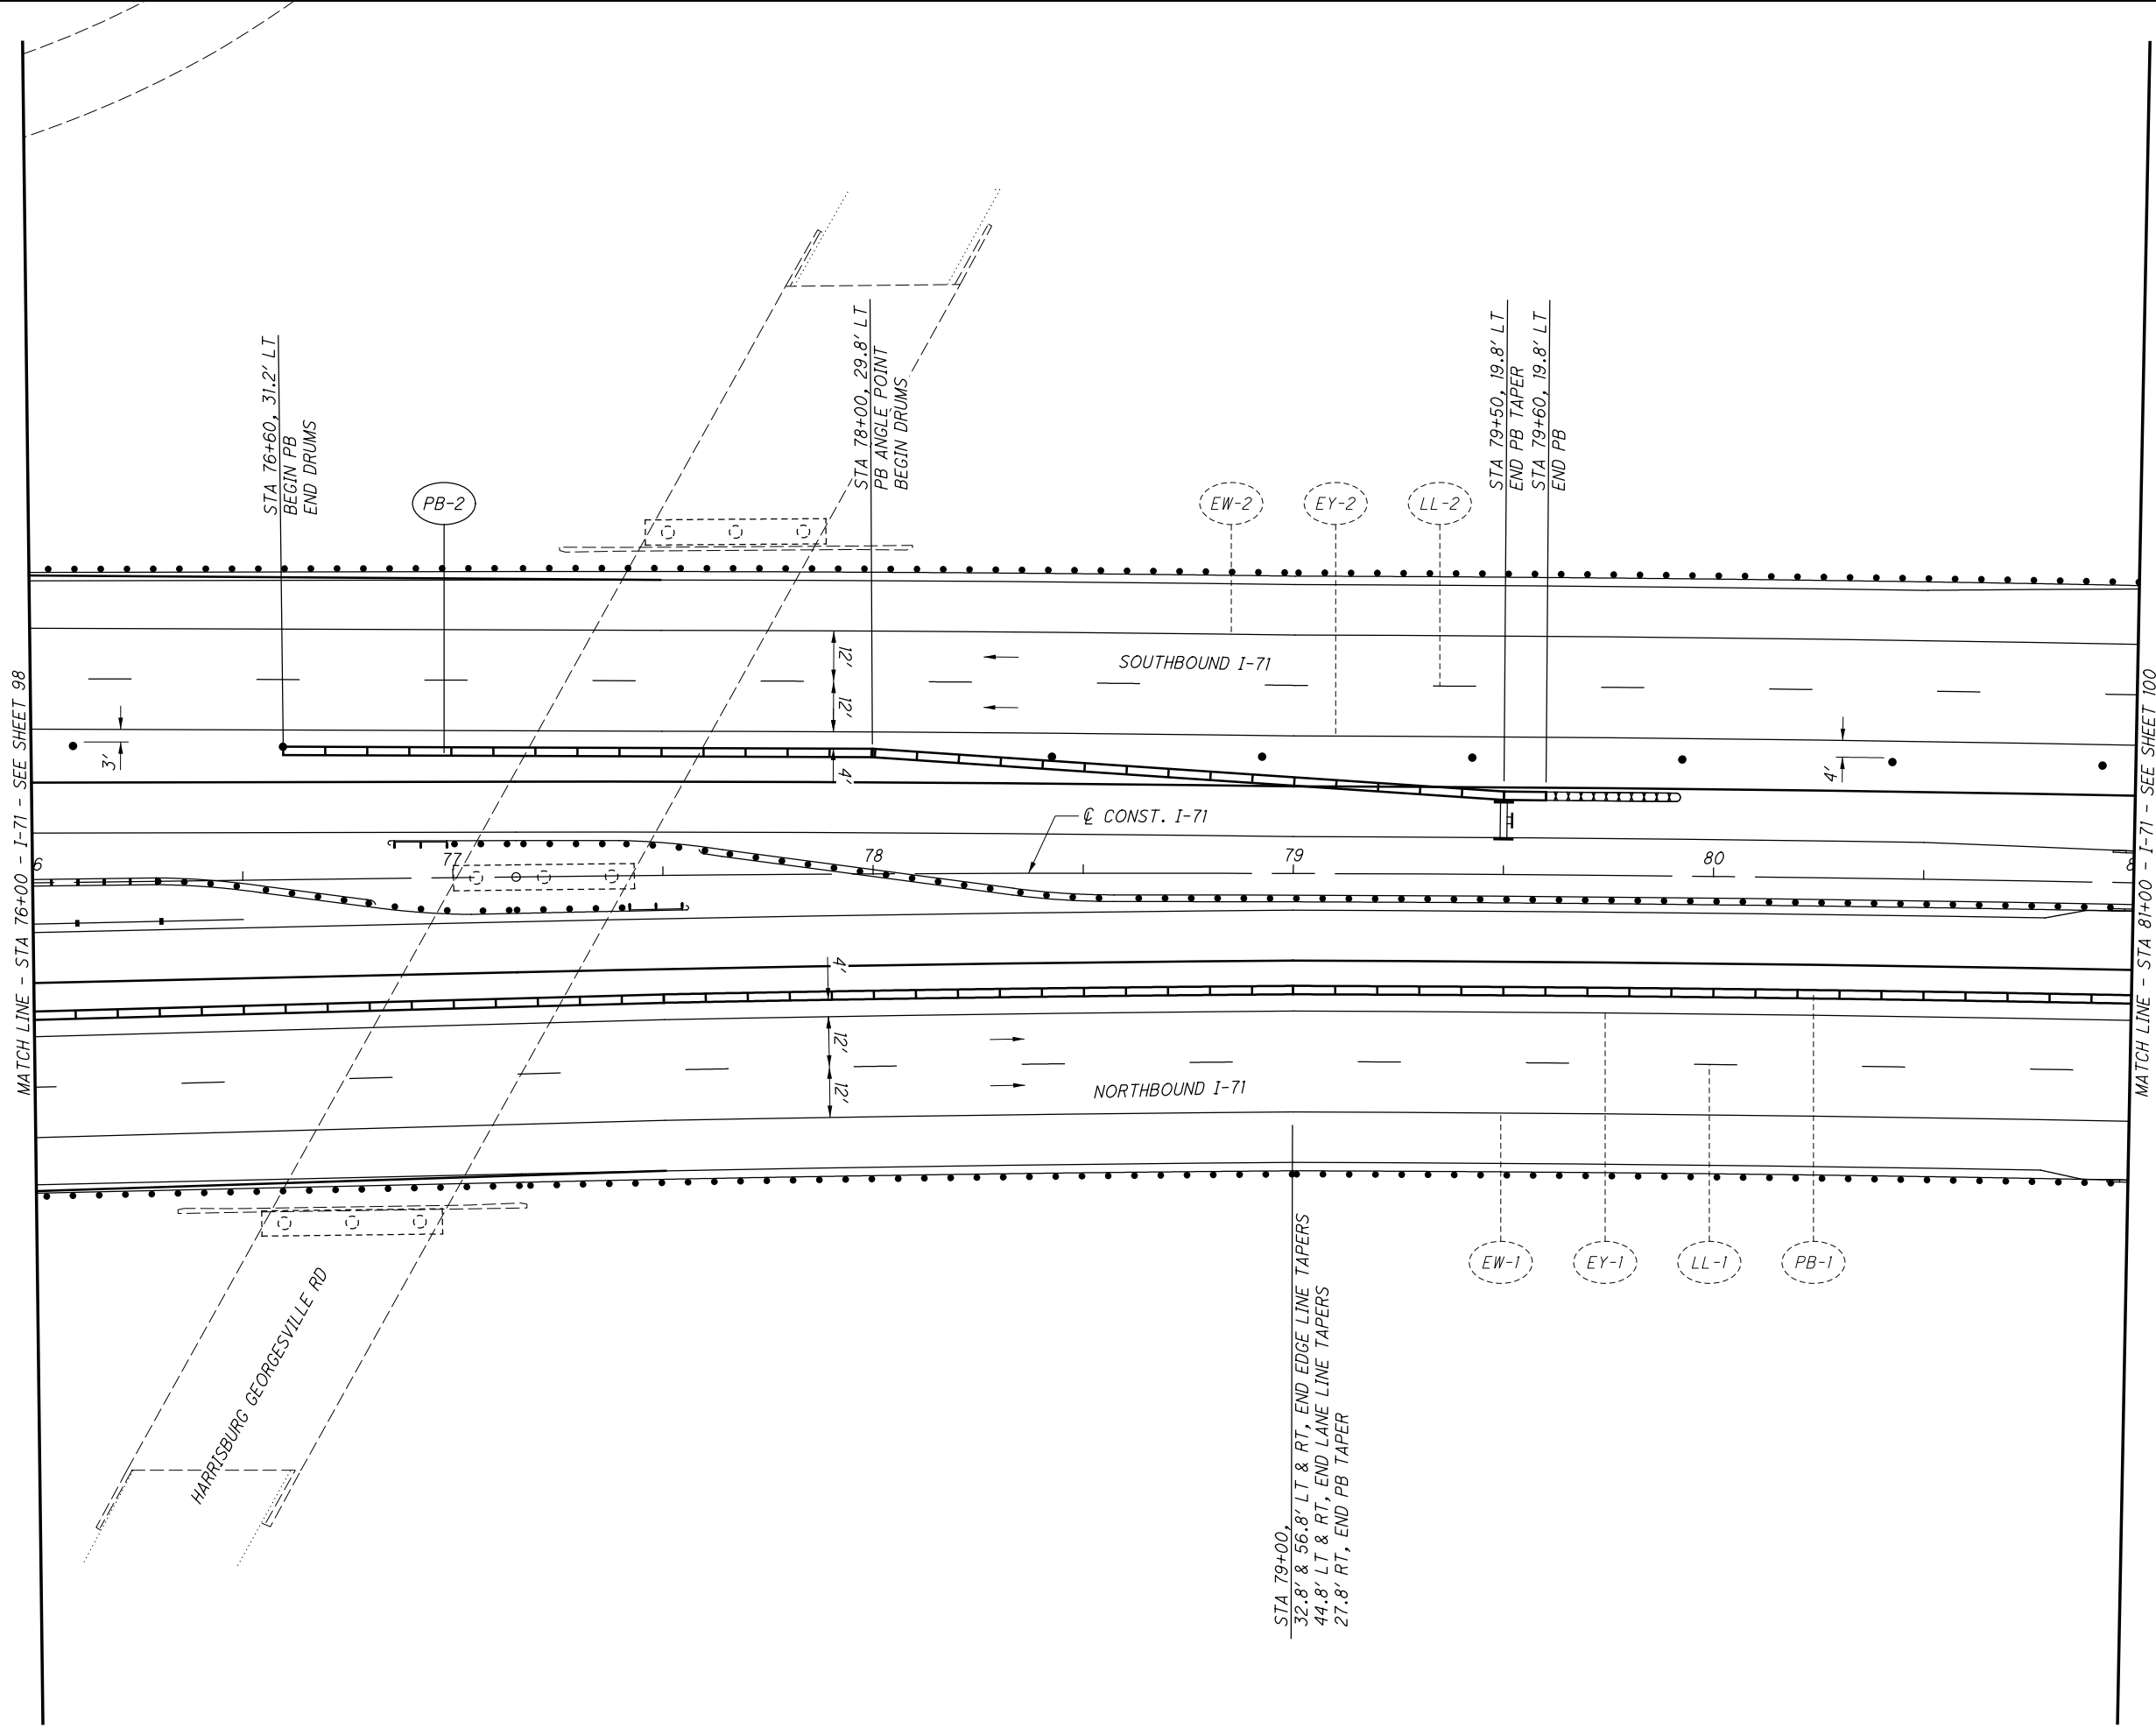 STA 76+60, 31.2' LT
BEGIN PB
END DRUMS
PB-2
STA 78+00, 29.8' LT
PB ANGLE POINT
BEGIN DRUMS
EW-2
EY-2
LL-2
STA 79+50, 19.8' LT
END PB TAPER
STA 79+60, 19.8' LT
END PB
MATCH LINE - STA 76+00 - I-71 - SEE SHEET 98
MATCH LINE - STA 81+00 - I-71 - SEE SHEET 100
12'
12'
SOUTHBOUND I-71
3'
4'
4'
℄ CONST. I-71
6
77
78
79
80
8
4'
12'
12'
NORTHBOUND I-71
EW-1
EY-1
LL-1
PB-1
HARRISBURG GEORGESVILLE RD
STA 79+00,
32.8' & 56.8' LT & RT, END EDGE LINE TAPERS
44.8' LT & RT, END LANE LINE TAPERS
27.8' RT, END PB TAPER